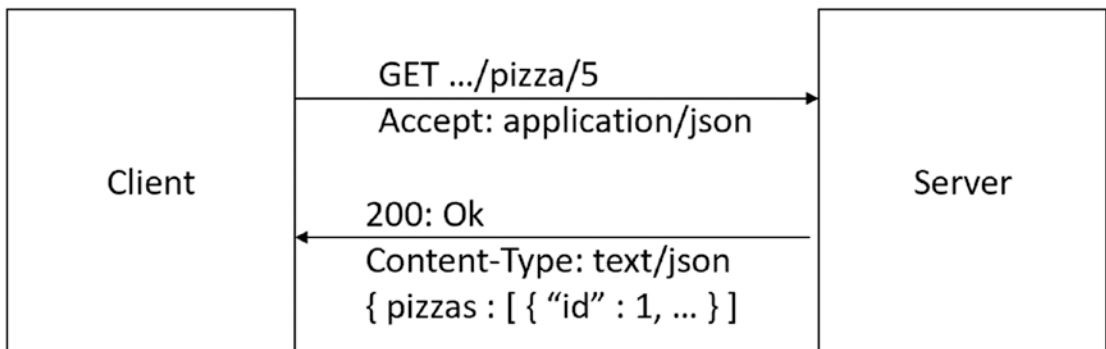 GET …/pizza/5
Accept: application/json
Client
Server
200: Ok
Content-Type: text/json
{ pizzas : [ { “id” : 1, … } ]